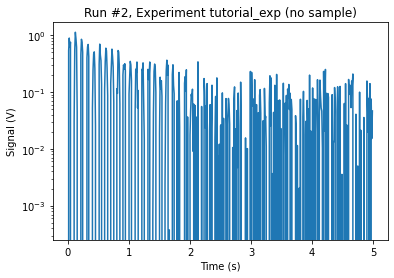 Run #2, Experiment tutorial_exp (no sample)
Signal (V)
10⁰
10⁻¹
10⁻²
10⁻³
0 1 2 3 4 5
Time (s)